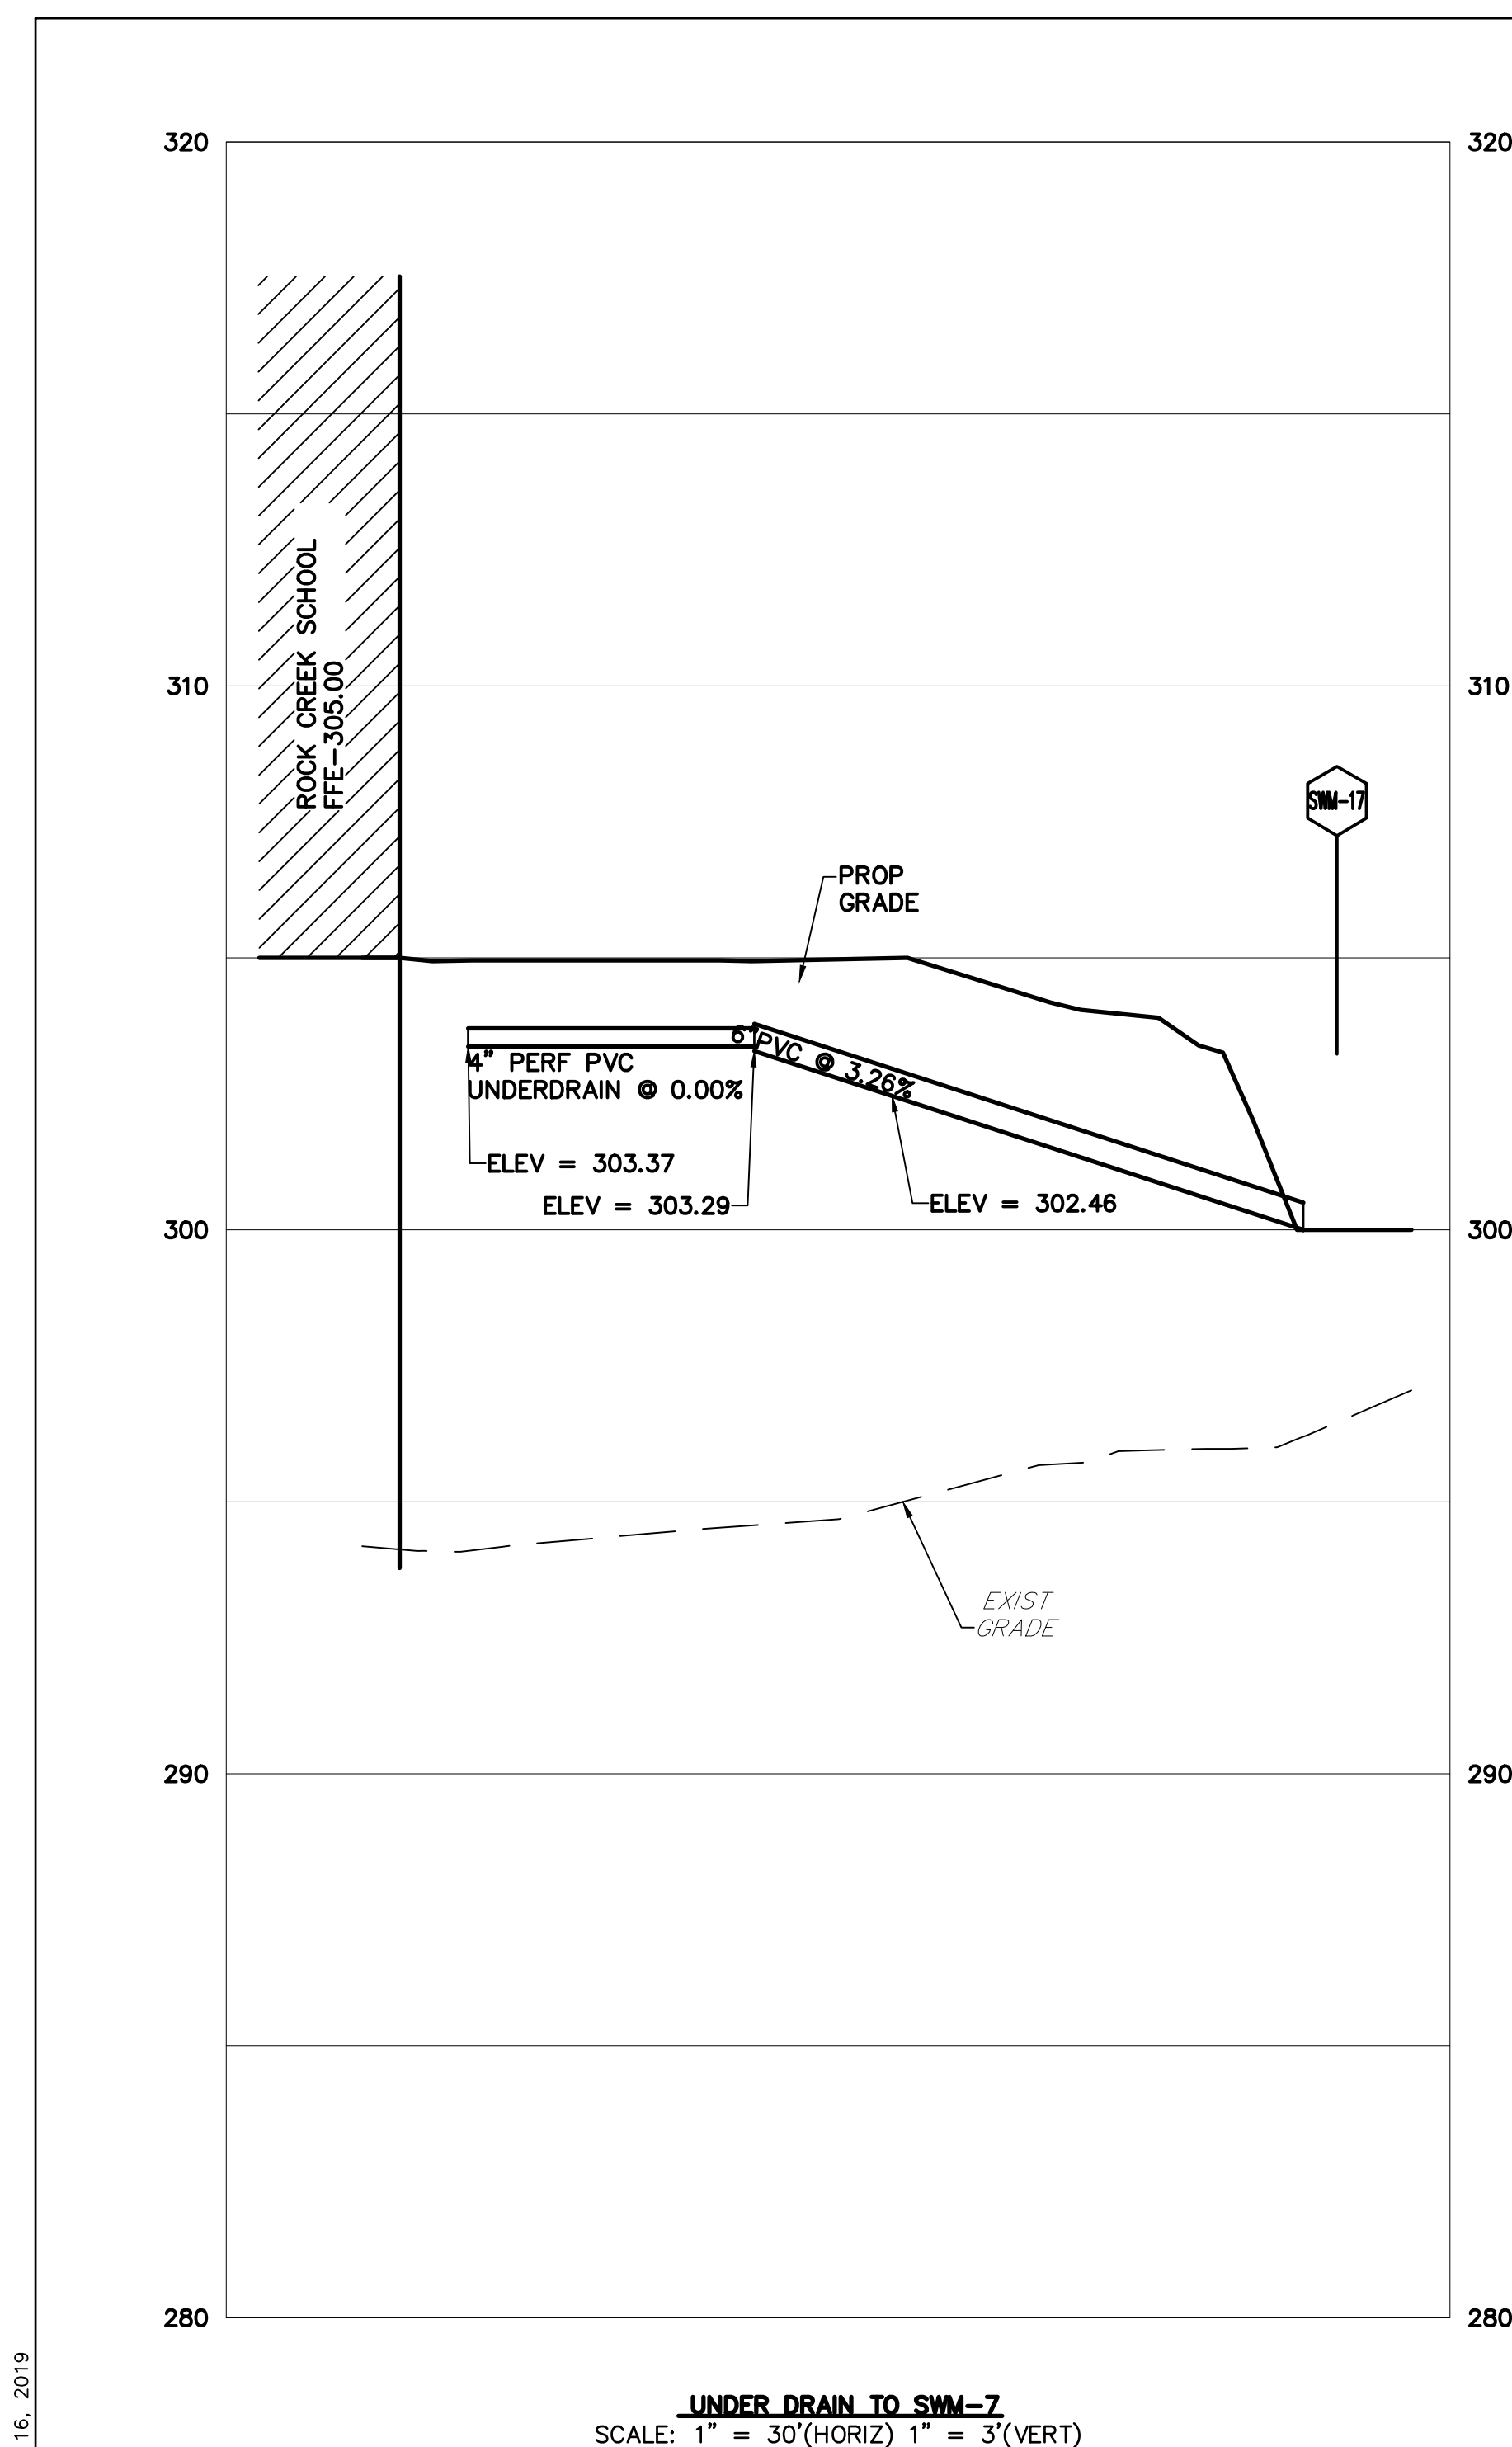 320
320
ROCK CREEK SCHOOL
FFE-305.00
310
310
SWM-17
PROP
GRADE
6" PVC @ 3.26%
4" PERF PVC
UNDERDRAIN @ 0.00%
ELEV = 303.37
ELEV = 303.29
ELEV = 302.46
300
300
EXIST
GRADE
290
290
280
280
16, 2019
UNDER DRAIN TO SWM-7
SCALE: 1" = 30'(HORIZ) 1" = 3'(VERT)